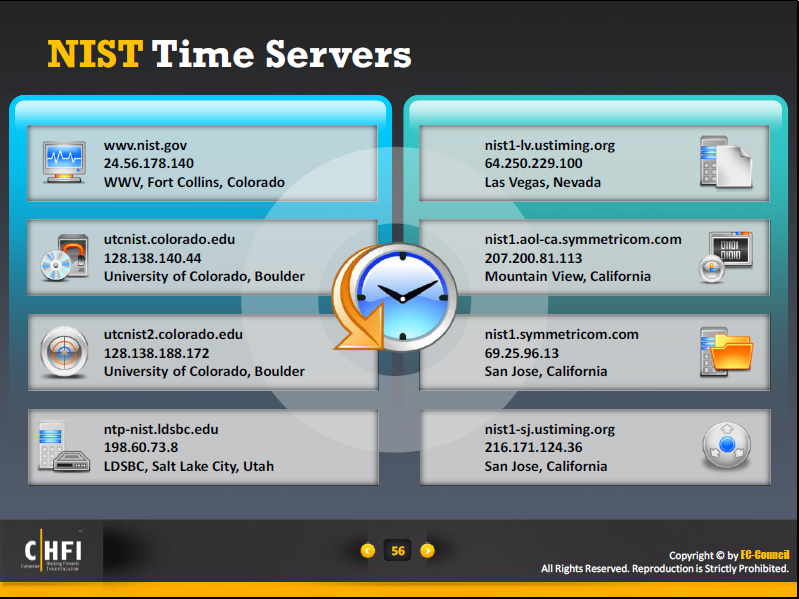 NIST Time Servers
www.nist.gov
24.56.178.140
WWV, Fort Collins, Colorado
utcnist.colorado.edu
128.138.140.44
University of Colorado, Boulder
utcnist2.colorado.edu
128.138.188.172
University of Colorado, Boulder
ntp-nist.ldsbc.edu
198.60.73.8
LDSBC, Salt Lake City, Utah
nist1-lv.ustiming.org
64.250.229.100
Las Vegas, Nevada
nist1.aol-ca.symmetricom.com
207.200.81.113
Mountain View, California
nist1.symmetricom.com
69.25.96.13
San Jose, California
nist1-sj.ustiming.org
216.171.124.36
San Jose, California
CHFI
Computer Hacking Forensic
INVESTIGATOR
56
Copyright © by EC-Council
All Rights Reserved. Reproduction is Strictly Prohibited.